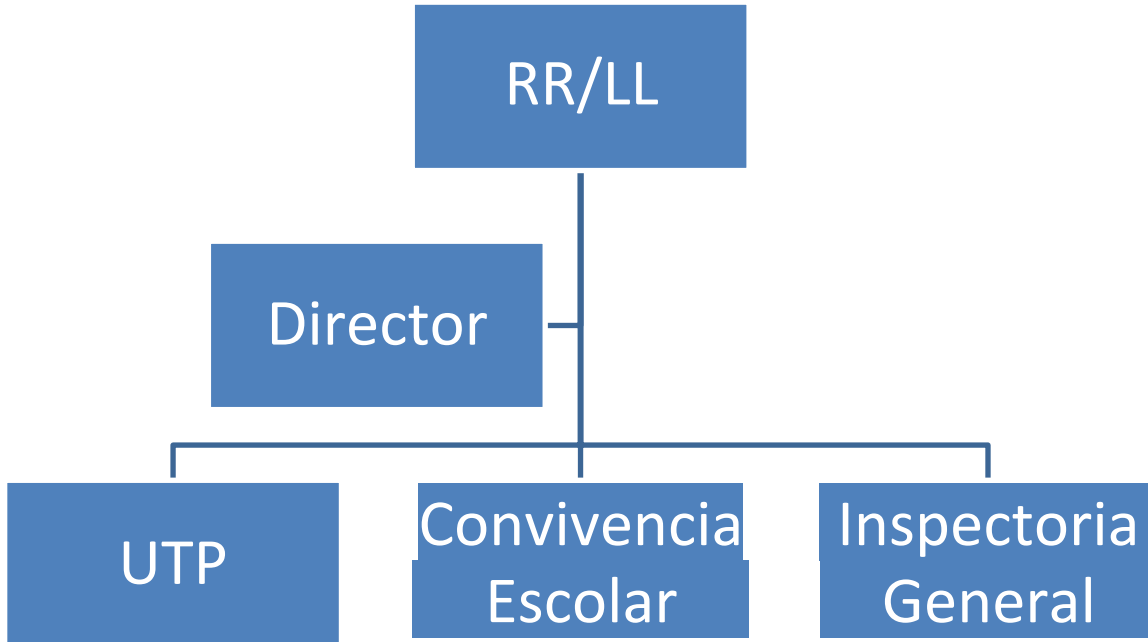 RR/LL
Director
UTP
Convivencia
Escolar
Inspectoria
General